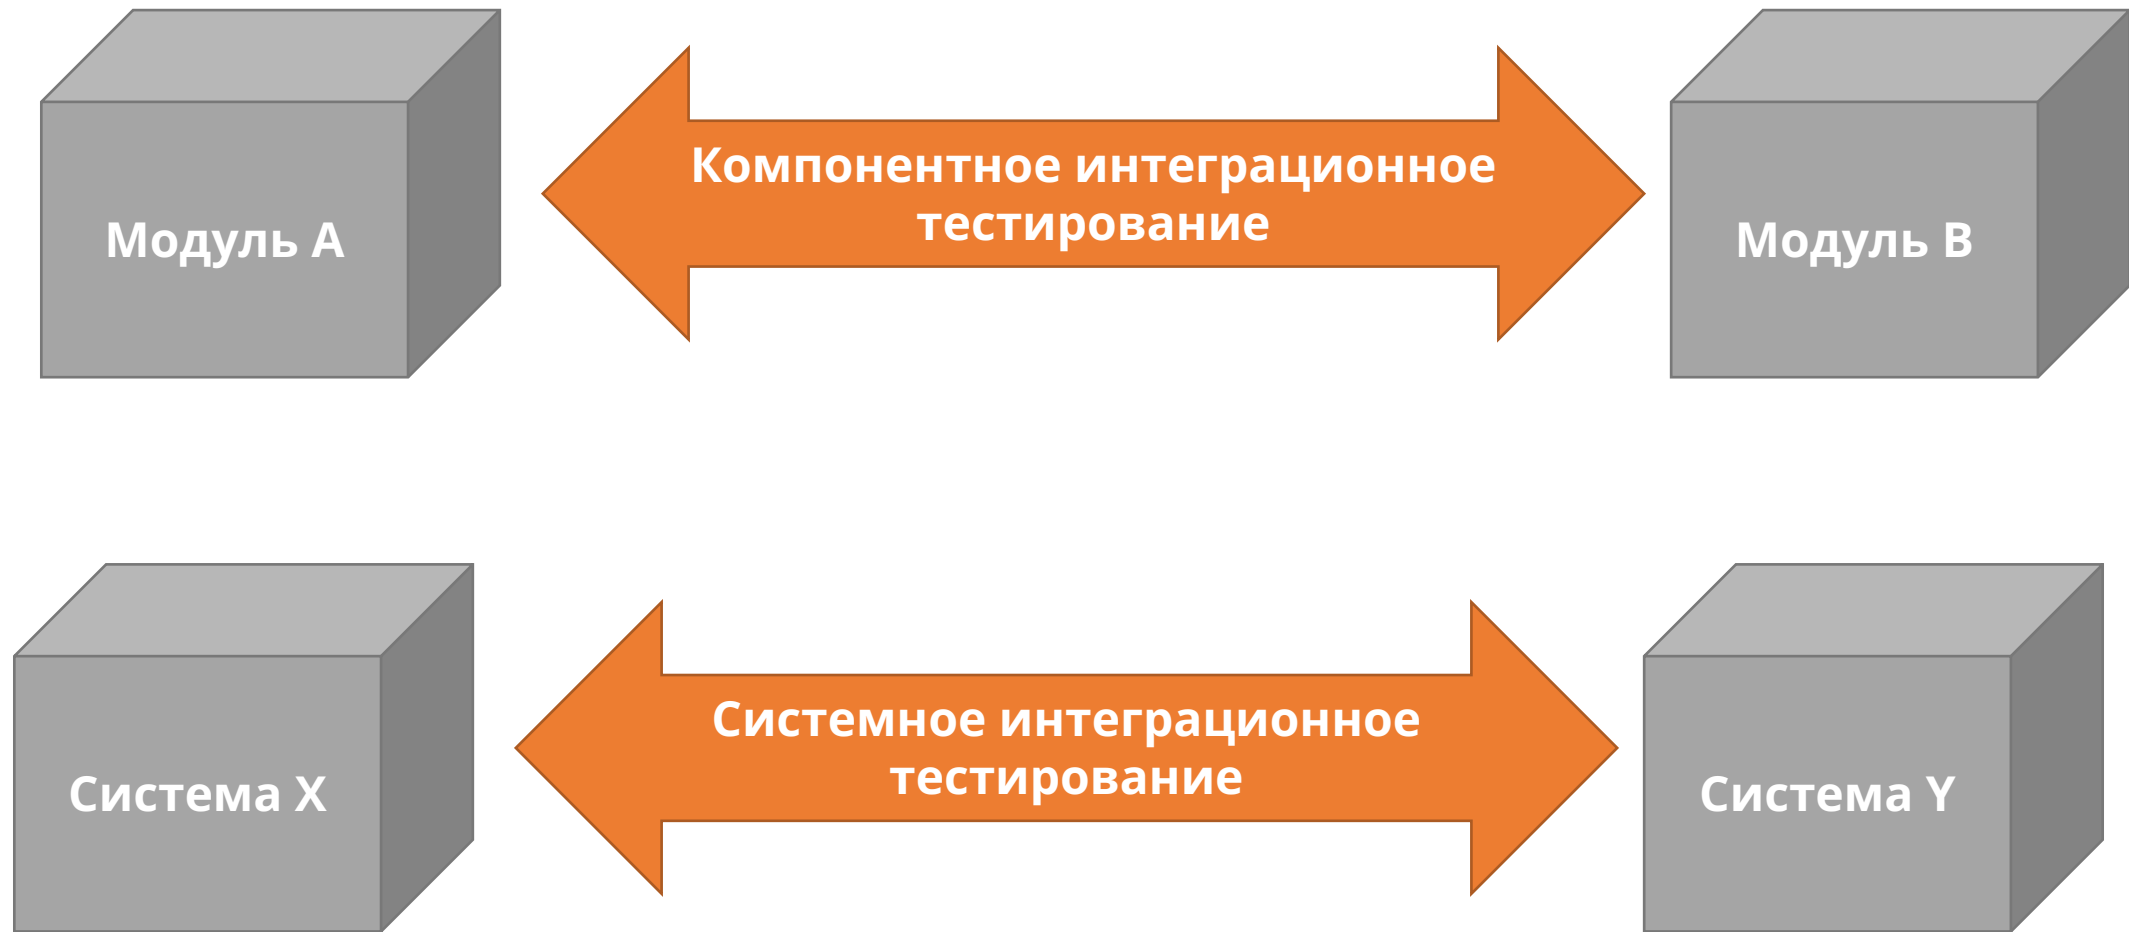 Модуль A
Компонентное интеграционное
тестирование
Модуль B
Система X
Системное интеграционное
тестирование
Система Y